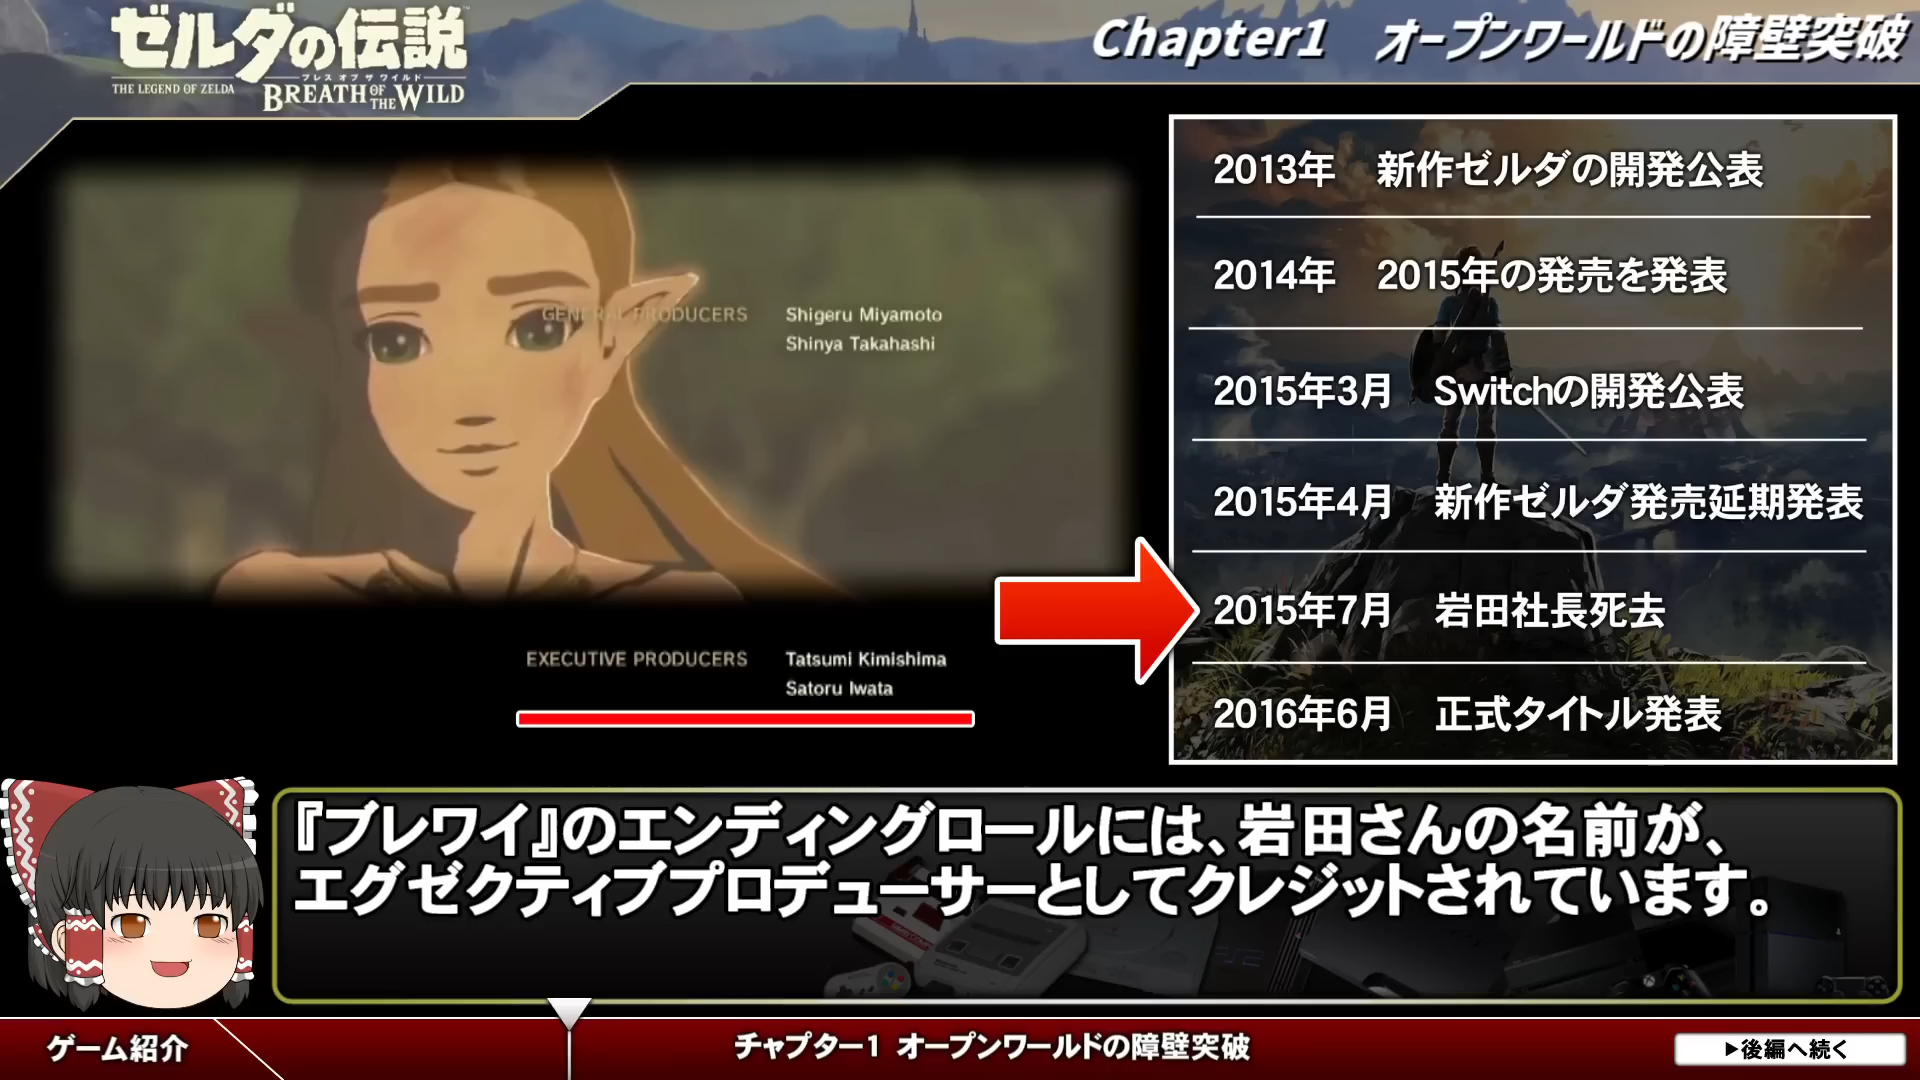 ゼルダの伝説
ブレス オブ ザ ワイルド
THE LEGEND OF ZELDA
BREATH OF THE WILD
Chapter1 オープンワールドの障壁突破
GENERAL PRODUCERS Shigeru Miyamoto
Shinya Takahashi
EXECUTIVE PRODUCERS Tatsumi Kimishima
Satoru Iwata
2013年 新作ゼルダの開発公表
2014年 2015年の発売を発表
2015年3月 Switchの開発公表
2015年4月 新作ゼルダ発売延期発表
2015年7月 岩田社長死去
2016年6月 正式タイトル発表
『ブレワイ』のエンディングロールには、岩田さんの名前が、
エグゼクティブプロデューサーとしてクレジットされています。
ゲーム紹介
チャプター1 オープンワールドの障壁突破
▶後編へ続く